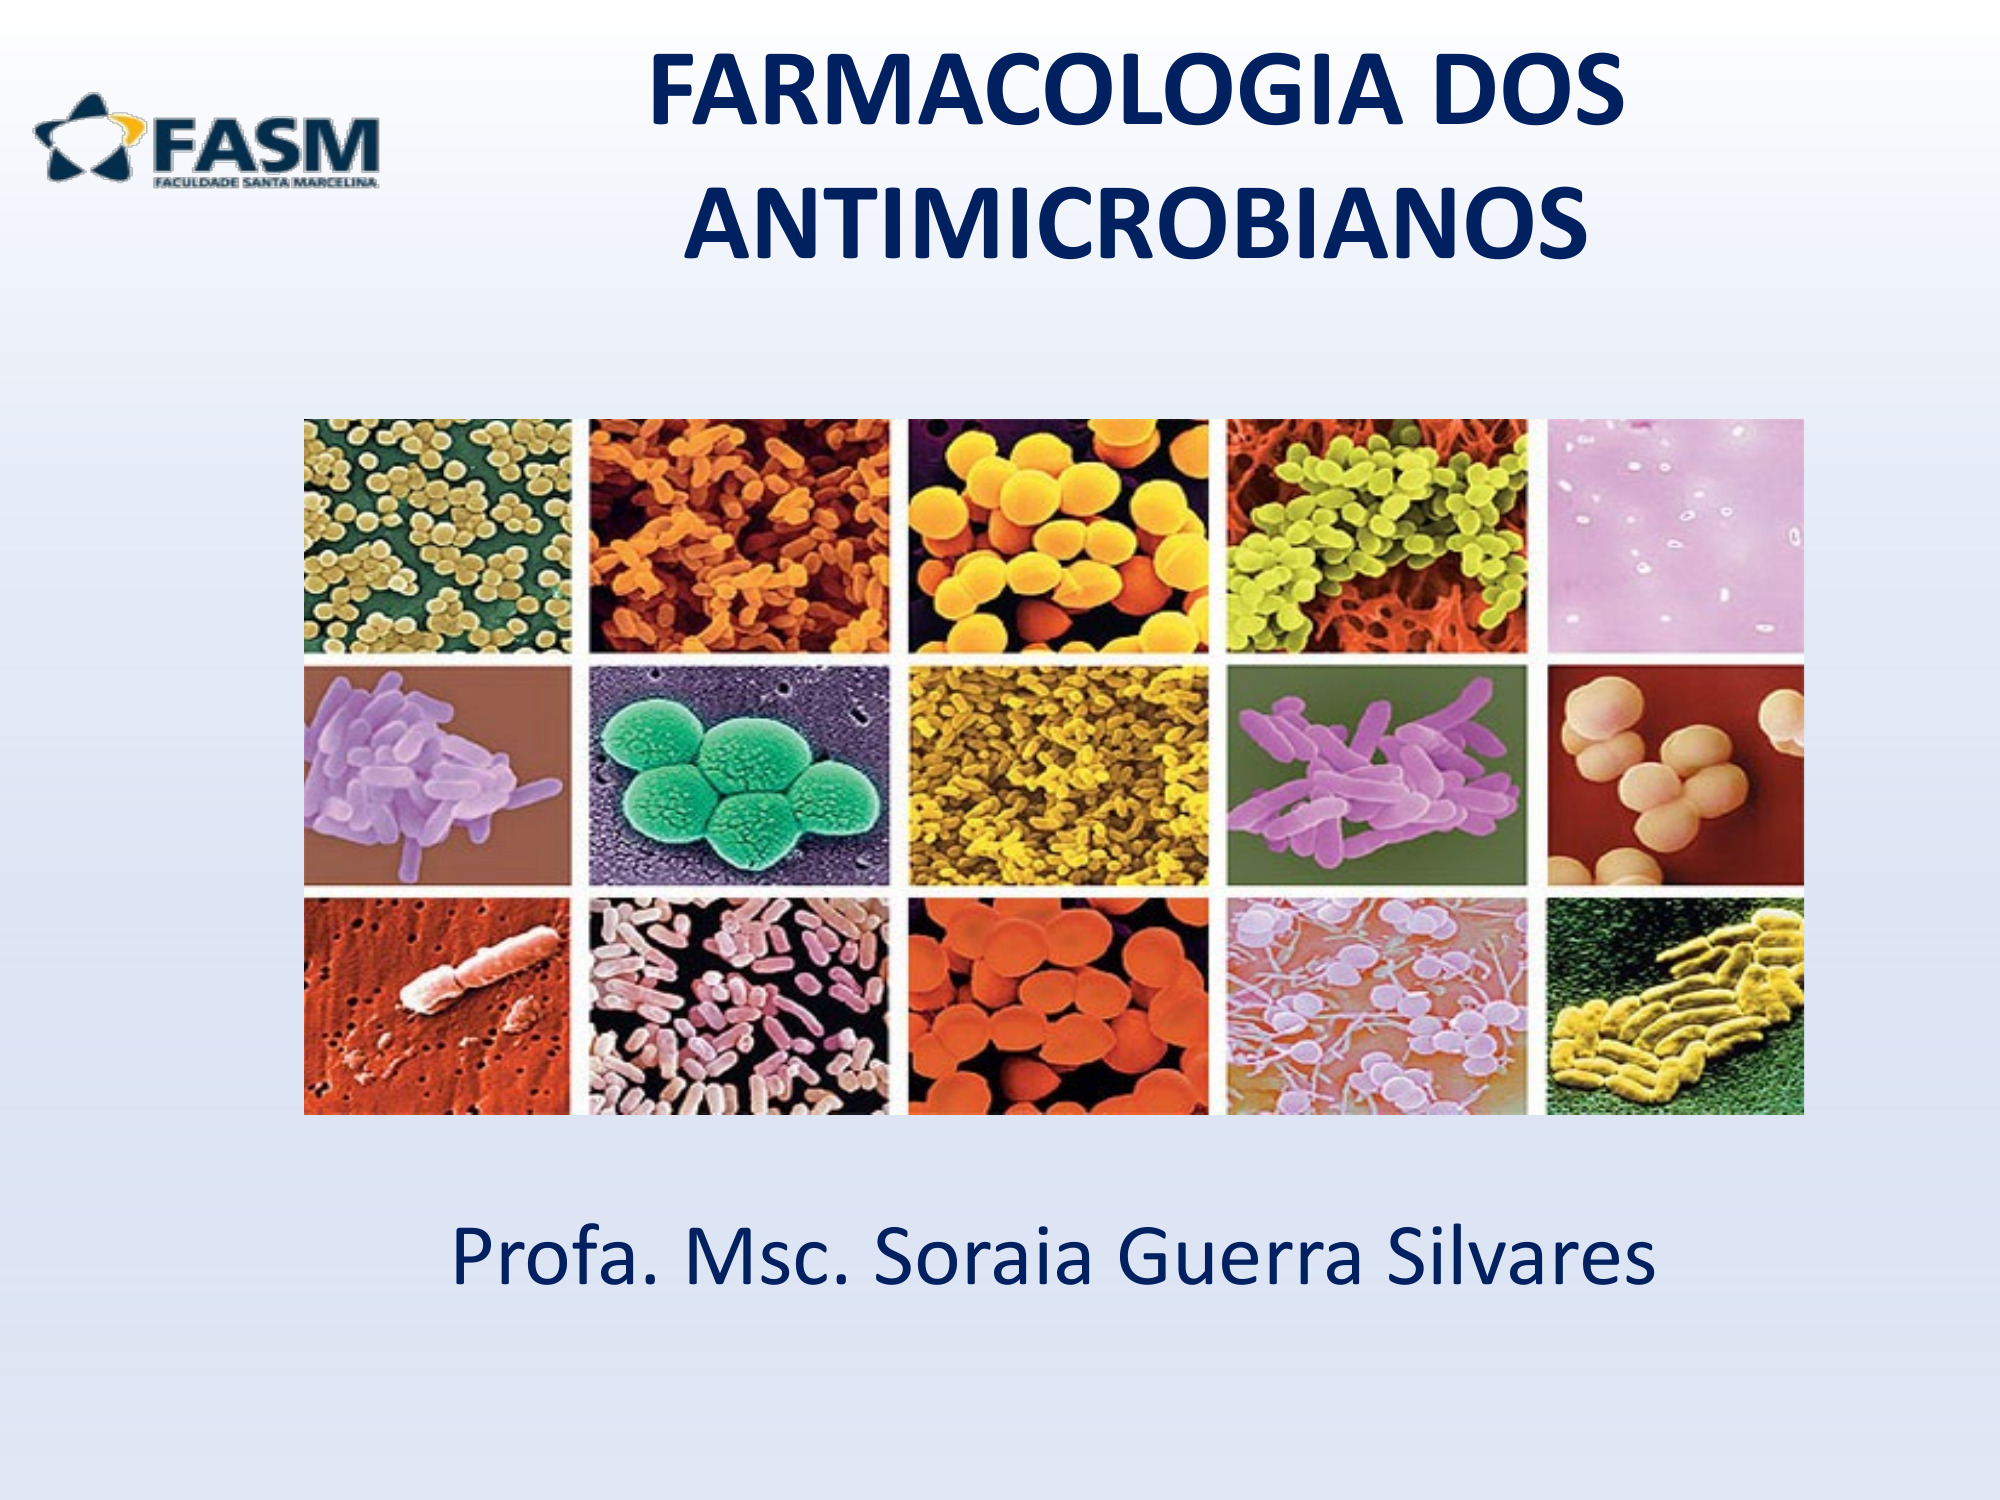 FARMACOLOGIA DOS
ANTIMICROBIANOS
FASM
FACULDADE SANTA MARCELINA
Profa. Msc. Soraia Guerra Silvares